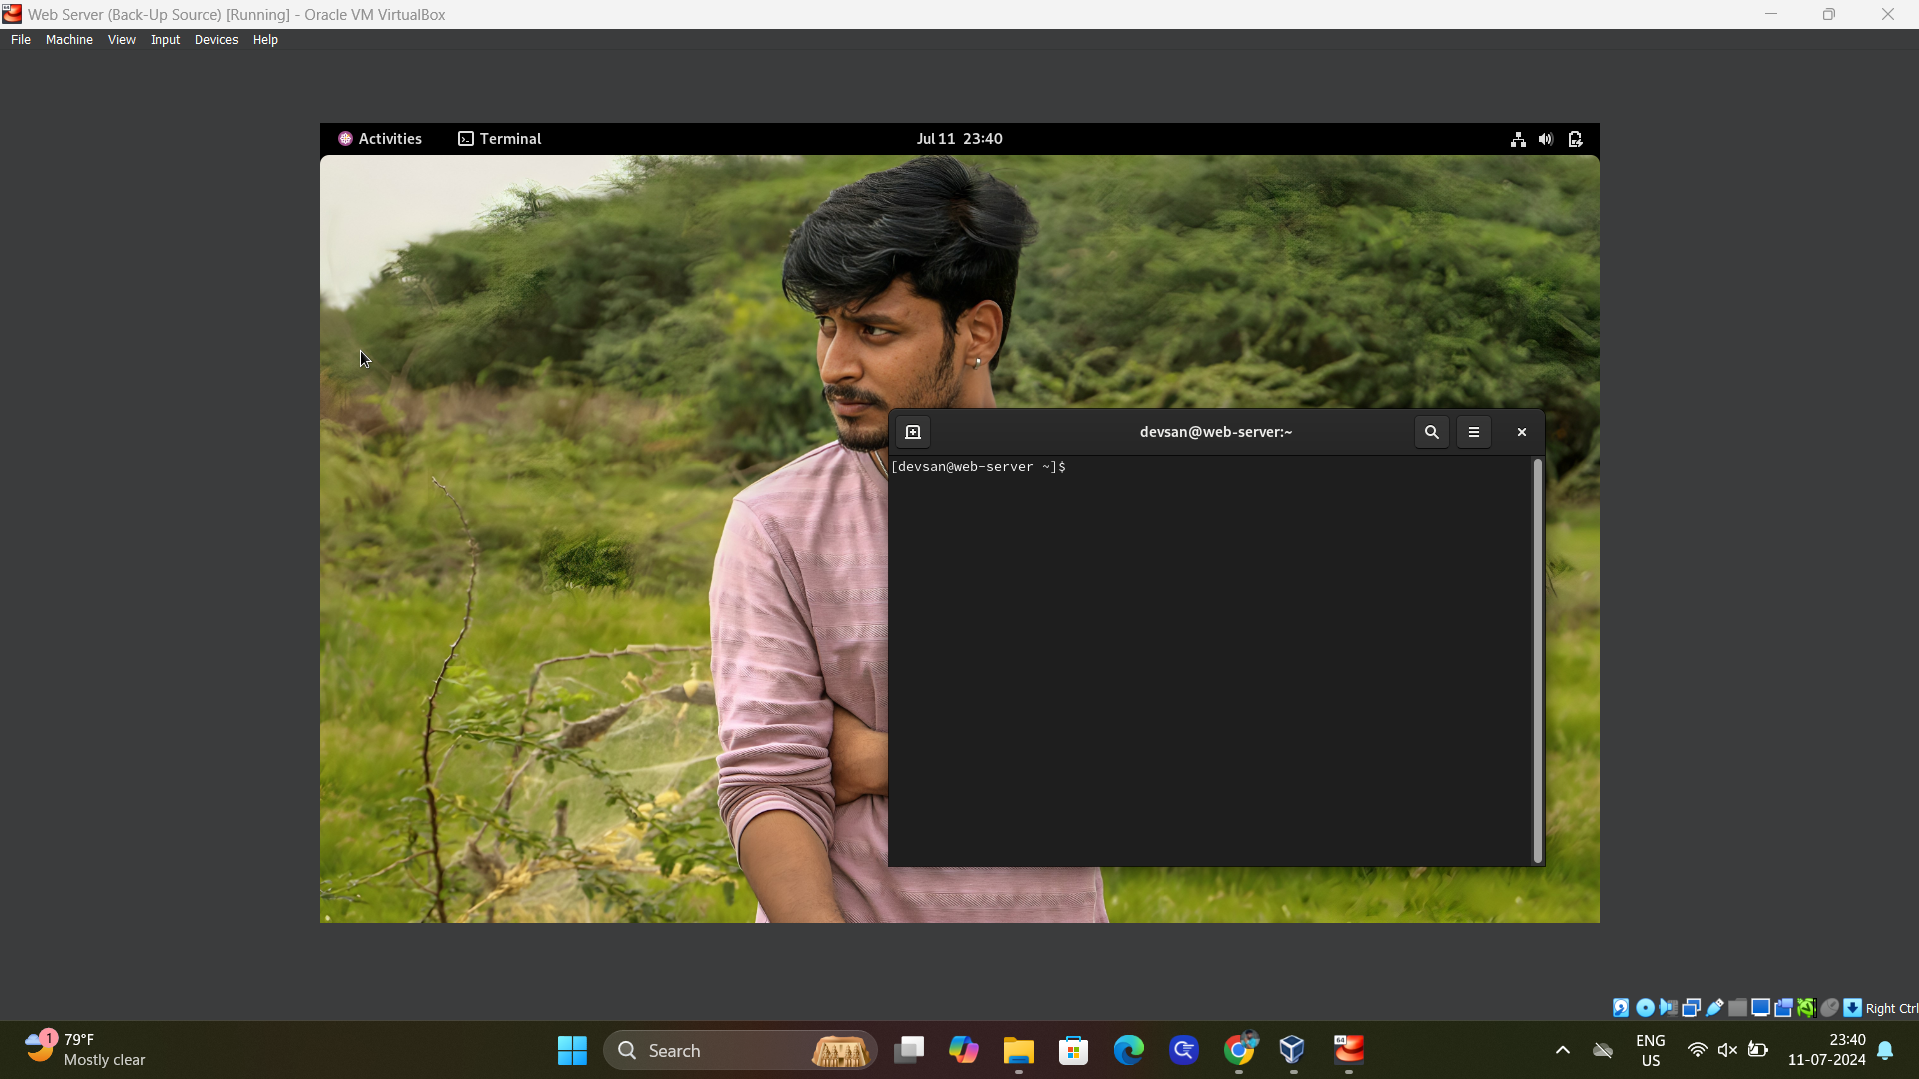 64
Web Server (Back-Up Source) [Running] - Oracle VM VirtualBox
File Machine View Input Devices Help
Activities Terminal Jul 11 23:40
devsan@web-server:~
[devsan@web-server ~]$
Right Ctrl
1
79°F
Mostly clear
Search
64
ENG
US
23:40
11-07-2024